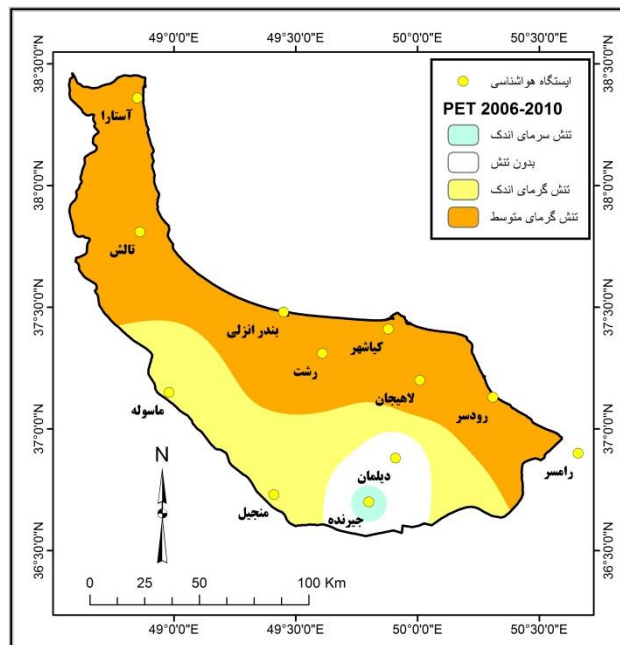 49°0'0"E
49°30'0"E
50°0'0"E
50°30'0"E
38°30'0"N
38°0'0"N
37°30'0"N
37°0'0"N
36°30'0"N
38°30'0"N
38°0'0"N
37°30'0"N
37°0'0"N
36°30'0"N
ایستگاه هواشناسی
PET 2006-2010
تنش سرمای اندک
بدون تنش
تنش گرمای اندک
تنش گرمای متوسط
آستارا
تالش
بندر انزلی
کیاشهر
رشت
لاهیجان
رودسر
ماسوله
رامسر
دیلمان
منجیل
جیرنده
N
0 25 50 100 Km
49°0'0"E
49°30'0"E
50°0'0"E
50°30'0"E